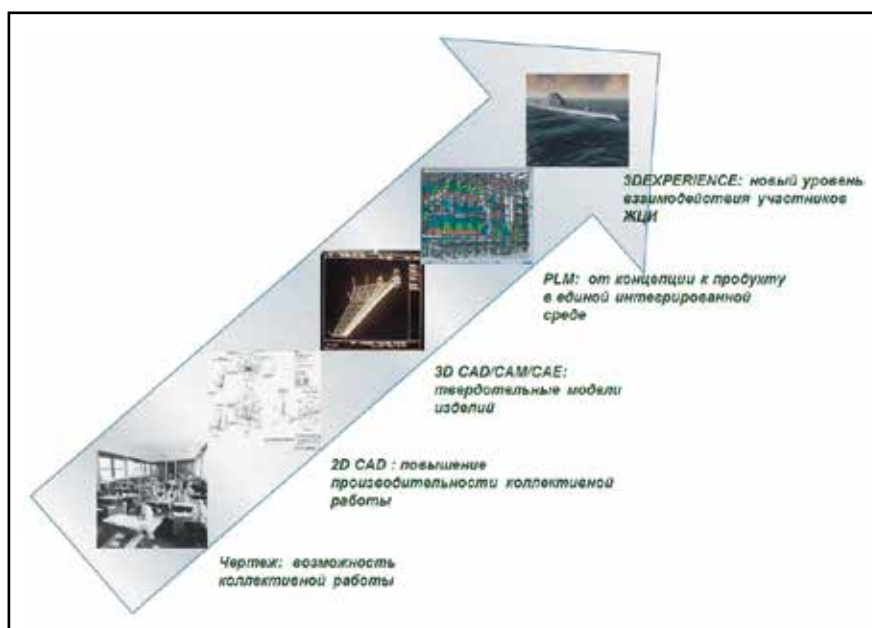 3DEXPERIENCE: новый уровень
взаимодействия участников
ЖЦИ
PLM: от концепции к продукту
в единой интегрированной
среде
3D CAD/CAM/CAE:
твердотельные модели
изделий
2D CAD : повышение
производительности коллективной
работы
Чертеж: возможность
коллективной работы